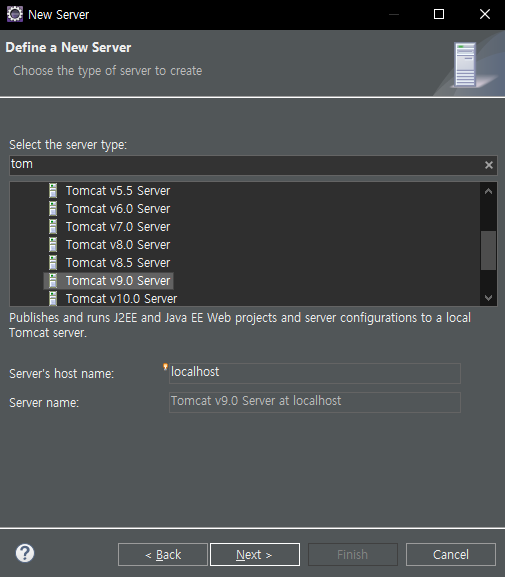 New Server
Define a New Server
Choose the type of server to create
Select the server type:
tom
Tomcat v5.5 Server
Tomcat v6.0 Server
Tomcat v7.0 Server
Tomcat v8.0 Server
Tomcat v8.5 Server
Tomcat v9.0 Server
Tomcat v10.0 Server
Publishes and runs J2EE and Java EE Web projects and server configurations to a local
Tomcat server.
Server's host name: localhost
Server name: Tomcat v9.0 Server at localhost
? < Back Next > Finish Cancel